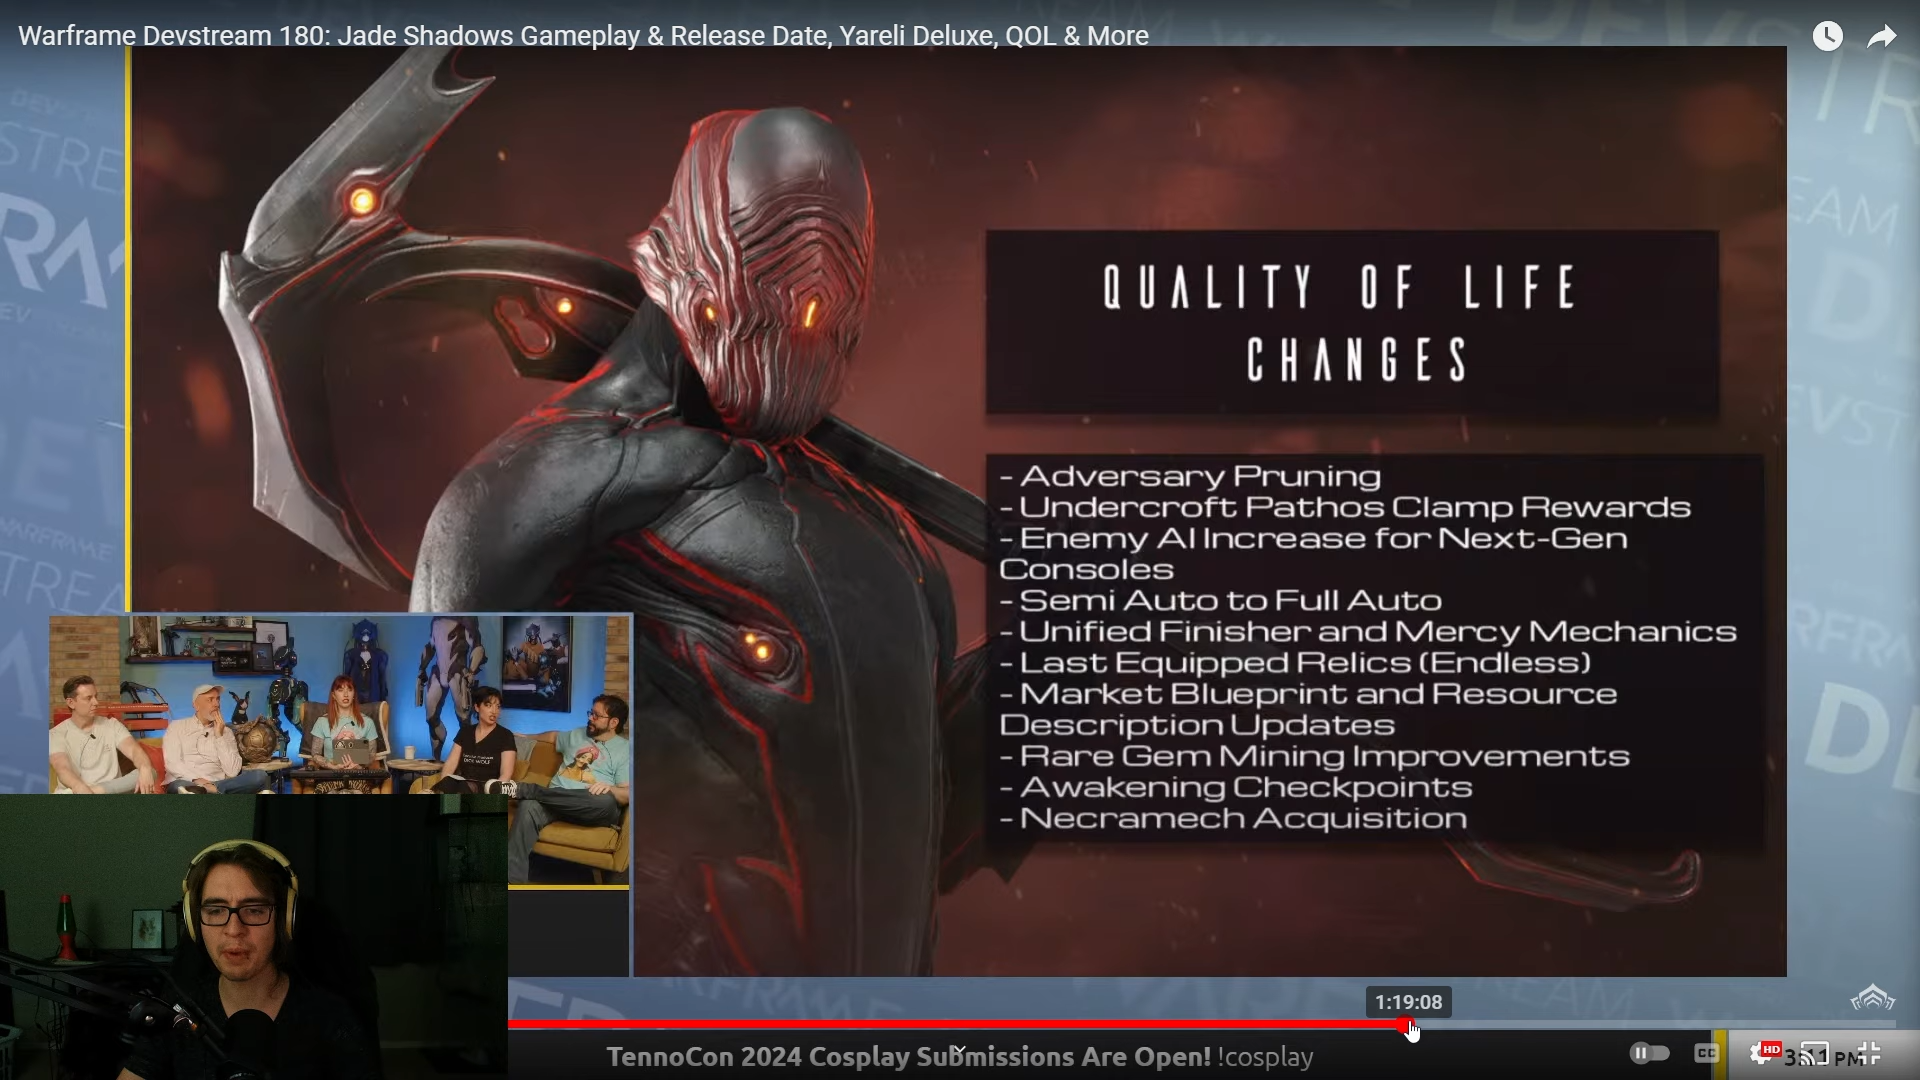 Warframe Devstream 180: Jade Shadows Gameplay & Release Date, Yareli Deluxe, QOL & More
QUALITY OF LIFE
CHANGES
- Adversary Pruning
- Undercroft Pathos Clamp Rewards
- Enemy AI Increase for Next-Gen
Consoles
- Semi Auto to Full Auto
- Unified Finisher and Mercy Mechanics
- Last Equipped Relics (Endless)
- Market Blueprint and Resource
Description Updates
- Rare Gem Mining Improvements
- Awakening Checkpoints
- Necramech Acquisition
1:19:08
TennoCon 2024 Cosplay Submissions Are Open! !cosplay
CC
HD
PM